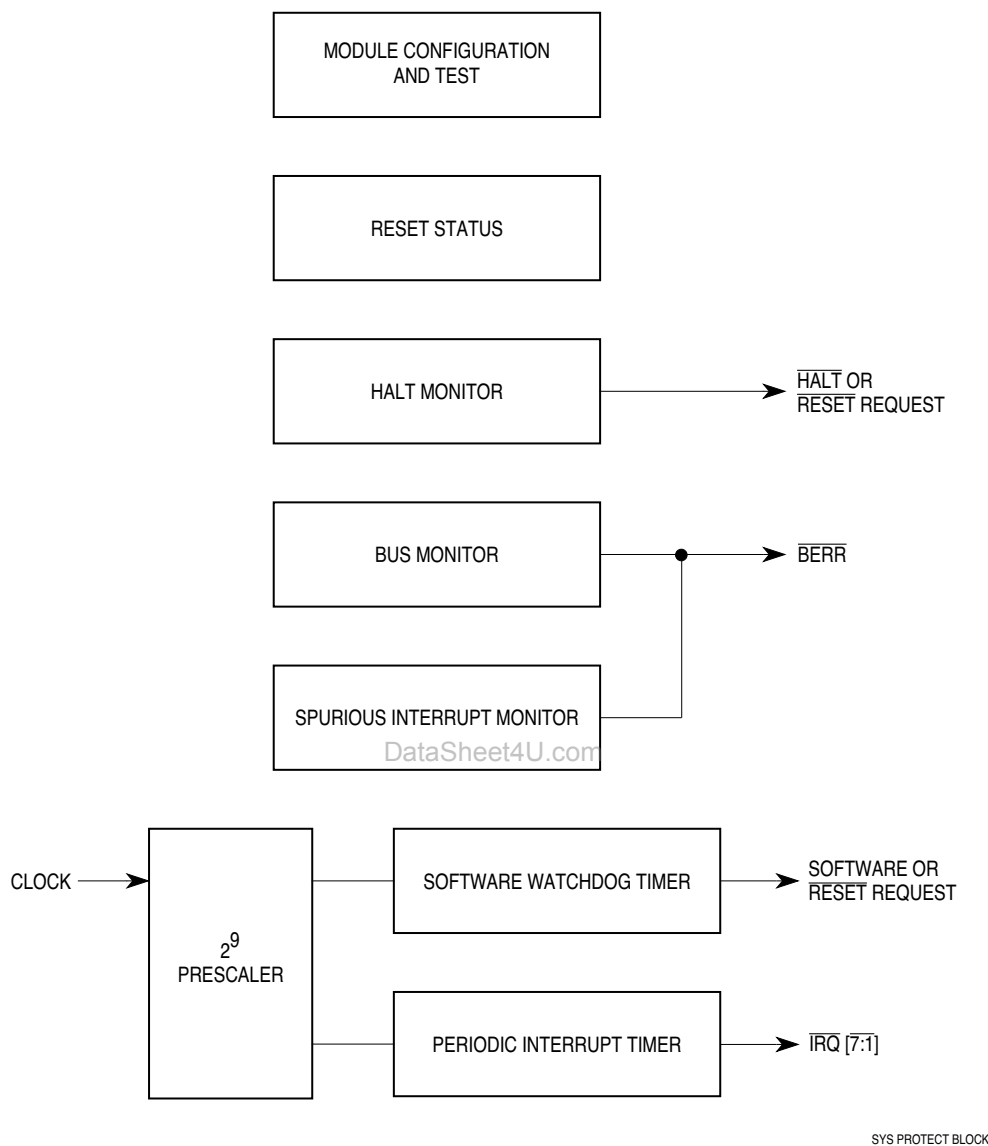 MODULE CONFIGURATION
AND TEST
RESET STATUS
HALT MONITOR
HALT OR
RESET REQUEST
BUS MONITOR
BERR
SPURIOUS INTERRUPT MONITOR
DataSheet4U.com
CLOCK
2⁹
PRESCALER
SOFTWARE WATCHDOG TIMER
SOFTWARE OR
RESET REQUEST
PERIODIC INTERRUPT TIMER
IRQ [7:1]
SYS PROTECT BLOCK